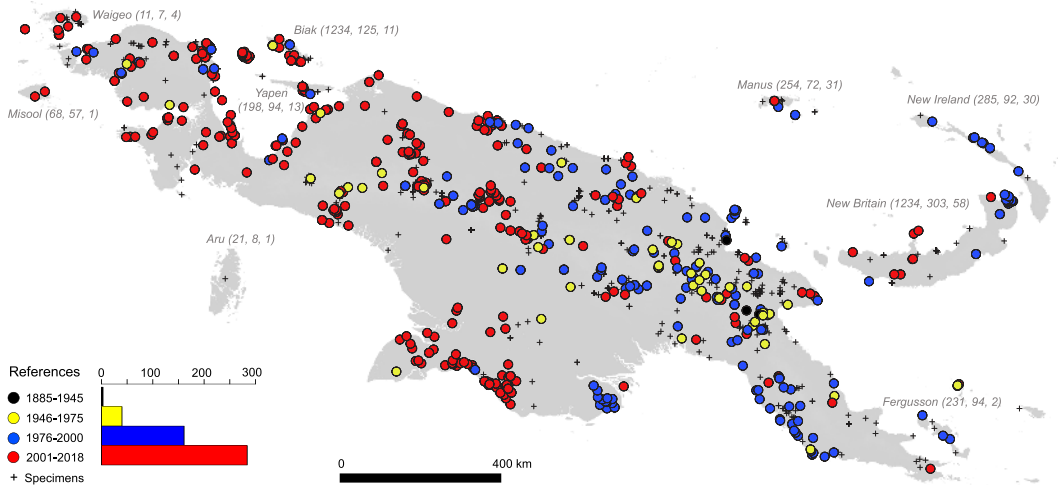 Waigeo (11, 7, 4)
Biak (1234, 125, 11)
Yapen
(198, 94, 13)
Misool (68, 57, 1)
Manus (254, 72, 31)
New Ireland (285, 92, 30)
New Britain (1234, 303, 58)
Aru (21, 8, 1)
Fergusson (231, 94, 2)
References
0 100 200 300
1885-1945
1946-1975
1976-2000
2001-2018
+ Specimens
0 400 km